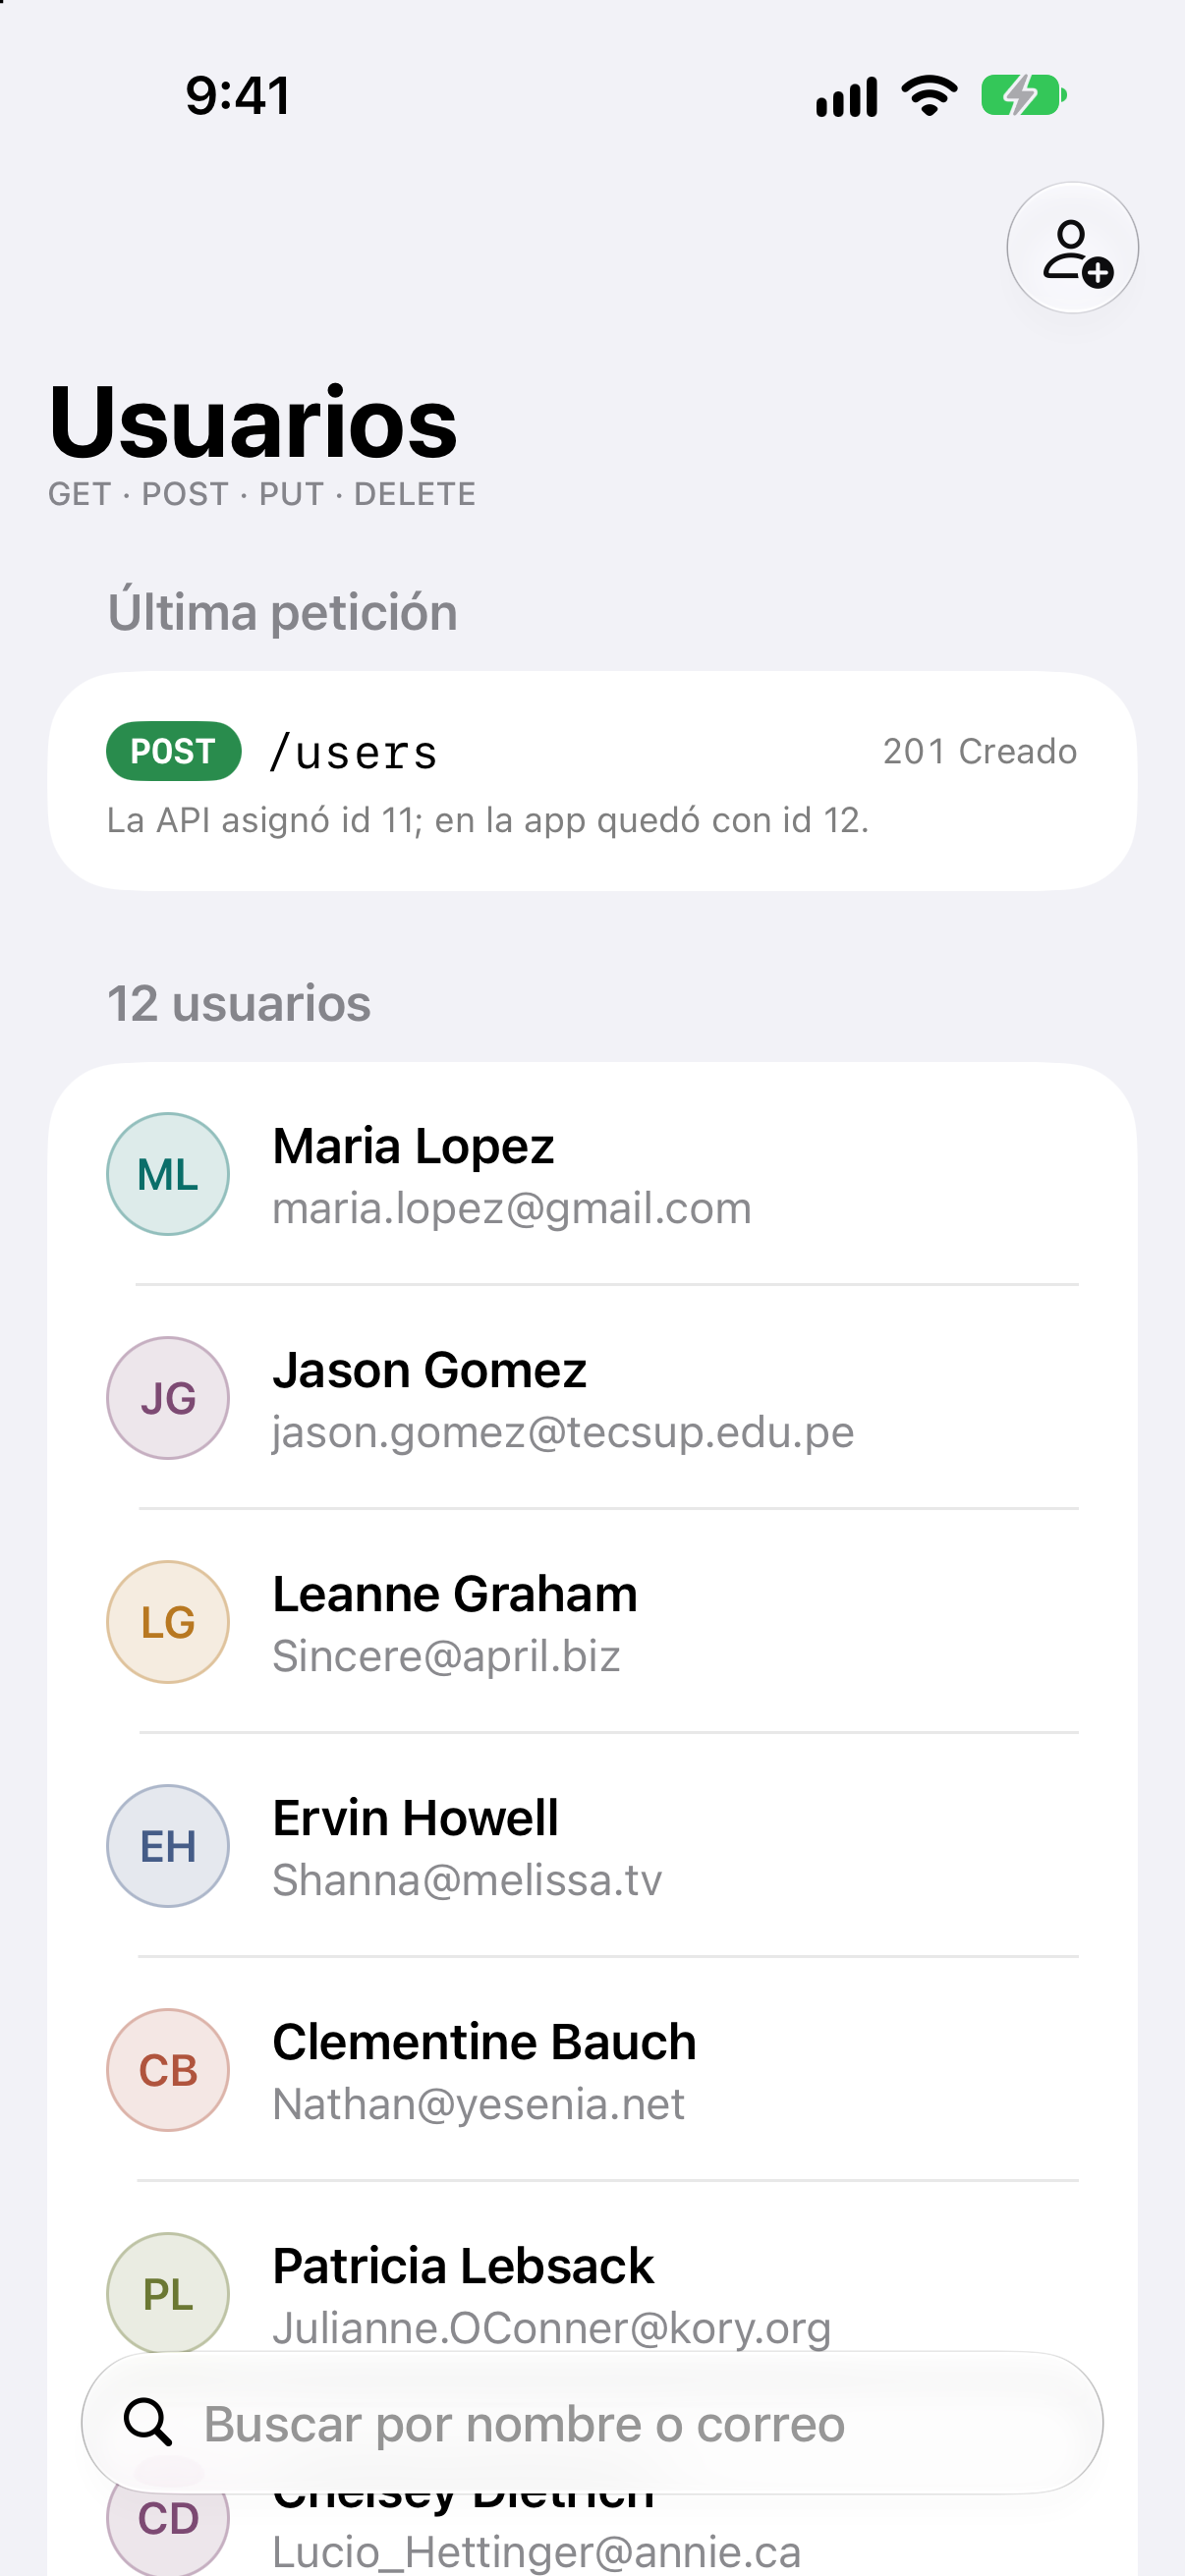 9:41
Usuarios
GET · POST · PUT · DELETE
Última petición
POST /users 201 Creado
La API asignó id 11; en la app quedó con id 12.
12 usuarios
ML
Maria Lopez
maria.lopez@gmail.com
JG
Jason Gomez
jason.gomez@tecsup.edu.pe
LG
Leanne Graham
Sincere@april.biz
EH
Ervin Howell
Shanna@melissa.tv
CB
Clementine Bauch
Nathan@yesenia.net
PL
Patricia Lebsack
Julianne.OConner@kory.org
Buscar por nombre o correo
CD
Chelsey Dietrich
Lucio_Hettinger@annie.ca